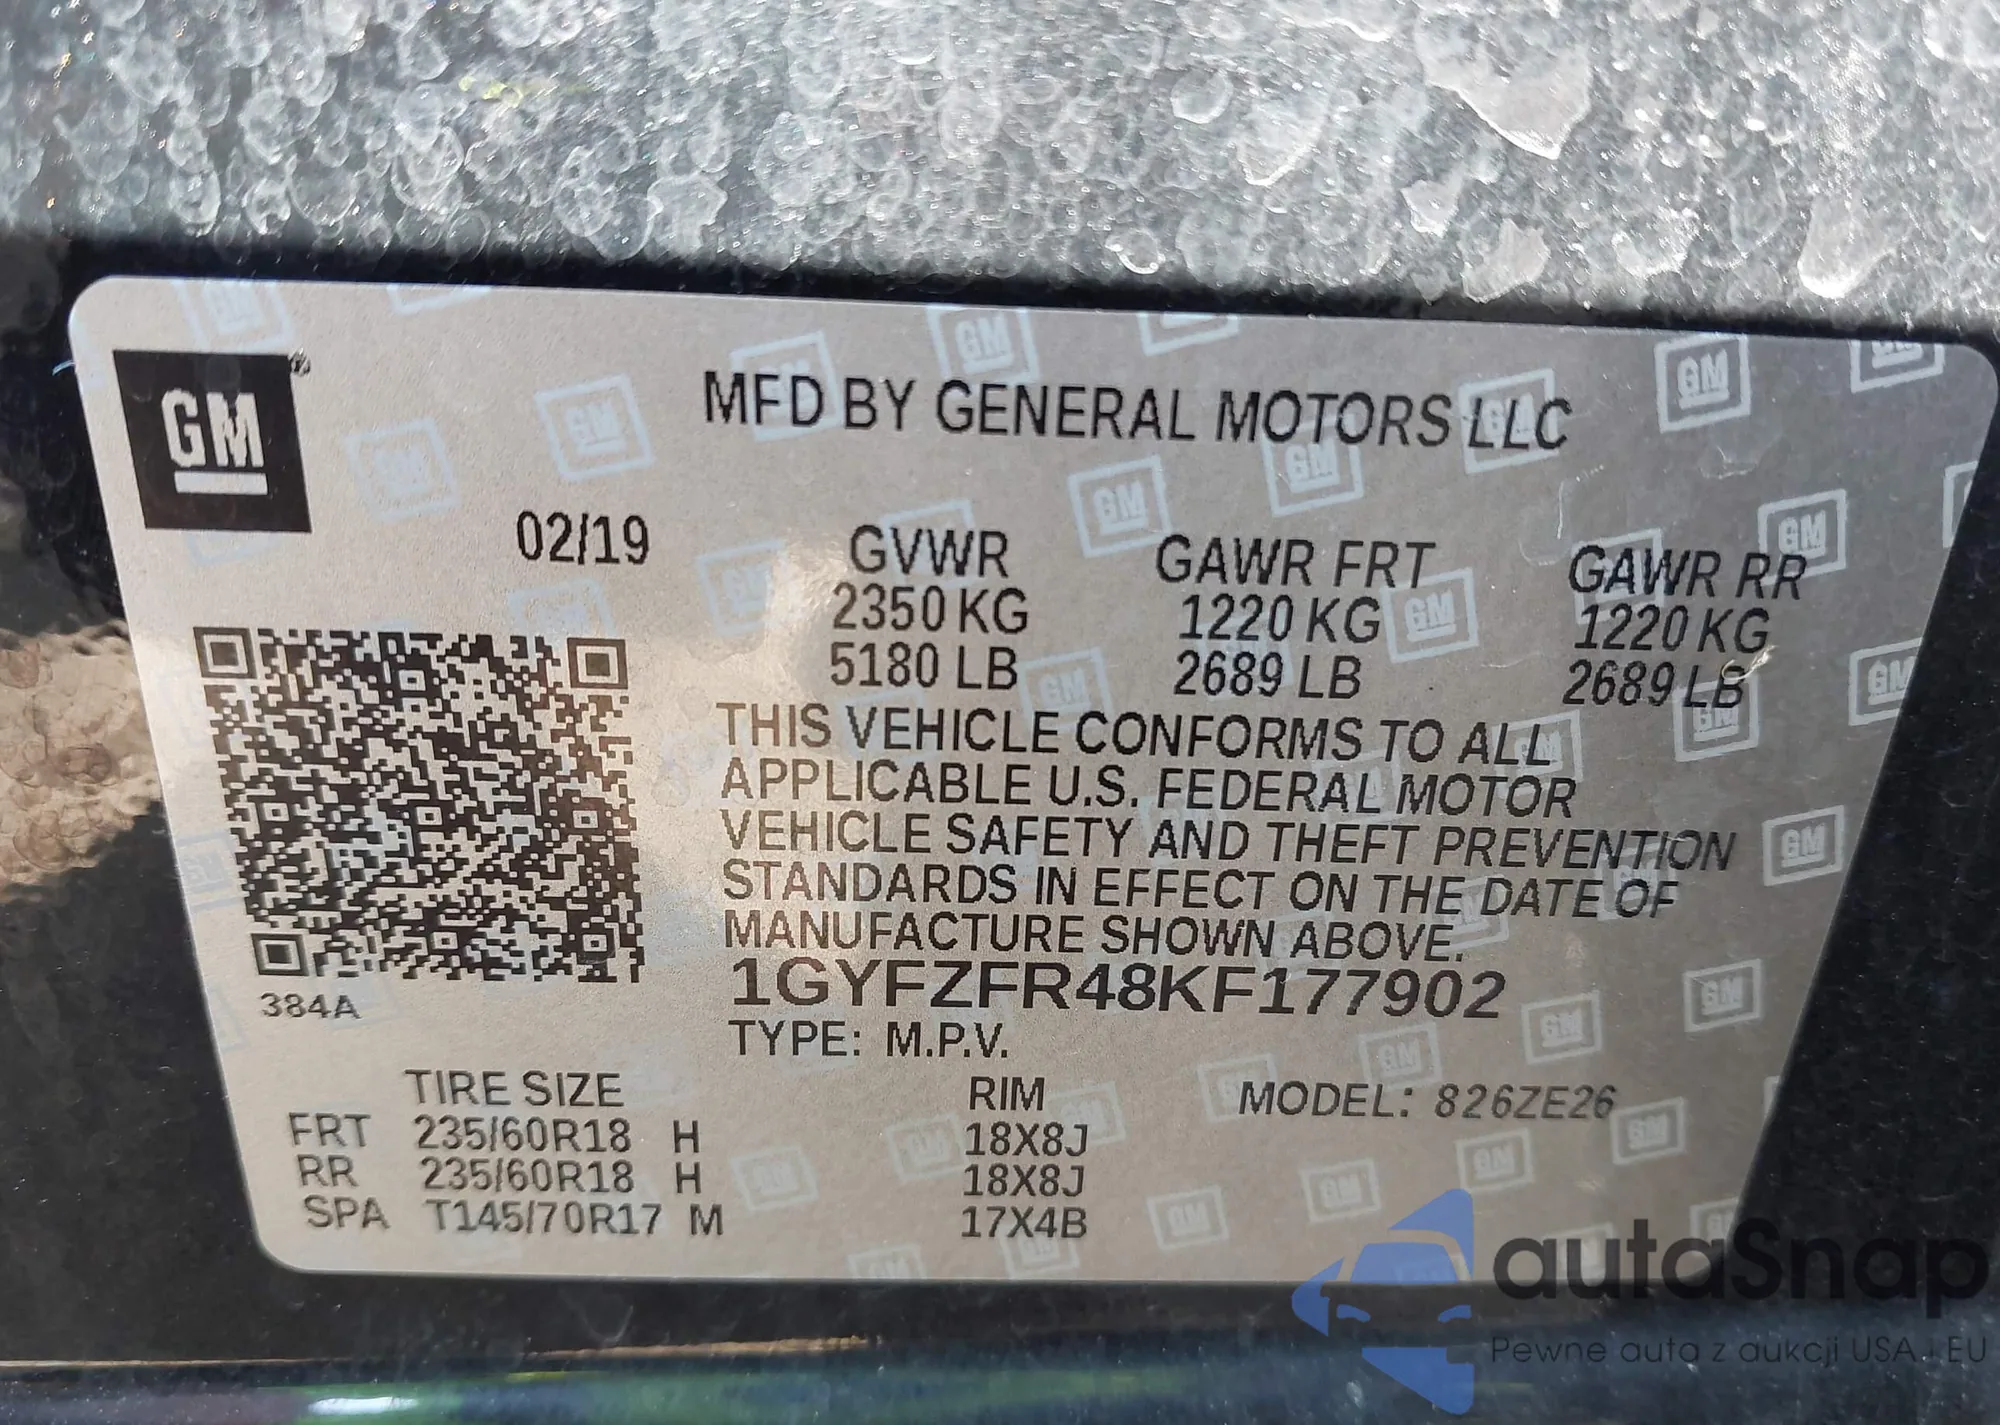 GM
MFD BY GENERAL MOTORS LLC
02/19
GVWR GAWR FRT GAWR RR
2350 KG 1220 KG 1220 KG
5180 LB 2689 LB 2689 LB
THIS VEHICLE CONFORMS TO ALL
APPLICABLE U.S. FEDERAL MOTOR
VEHICLE SAFETY AND THEFT PREVENTION
STANDARDS IN EFFECT ON THE DATE OF
MANUFACTURE SHOWN ABOVE.
1GYFZFR48KF177902
384A
TYPE: M.P.V.
TIRE SIZE RIM MODEL: 826ZE26
FRT 235/60R18 H 18X8J
RR 235/60R18 H 18X8J
SPA T145/70R17 M 17X4B
autaSnap
Pewne auta z aukcji USA i EU